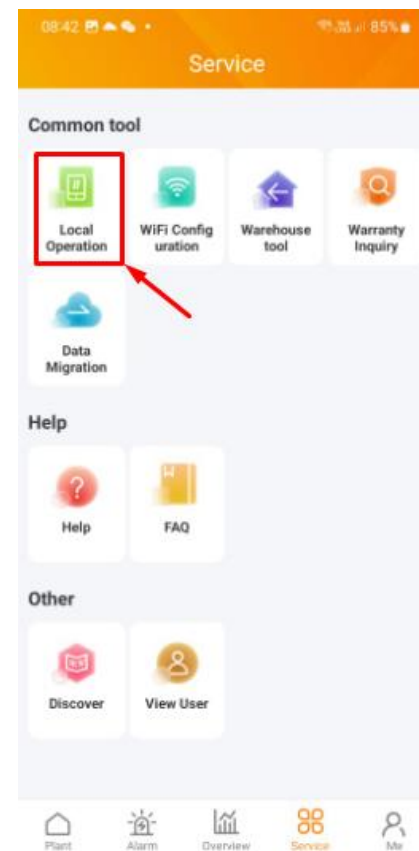 08:42
85%
Service
Common tool
Local
Operation
WiFi Config
uration
Warehouse
tool
Warranty
Inquiry
Data
Migration
Help
Help
FAQ
Other
Discover
View User
Plant
Alarm
Overview
Service
Me